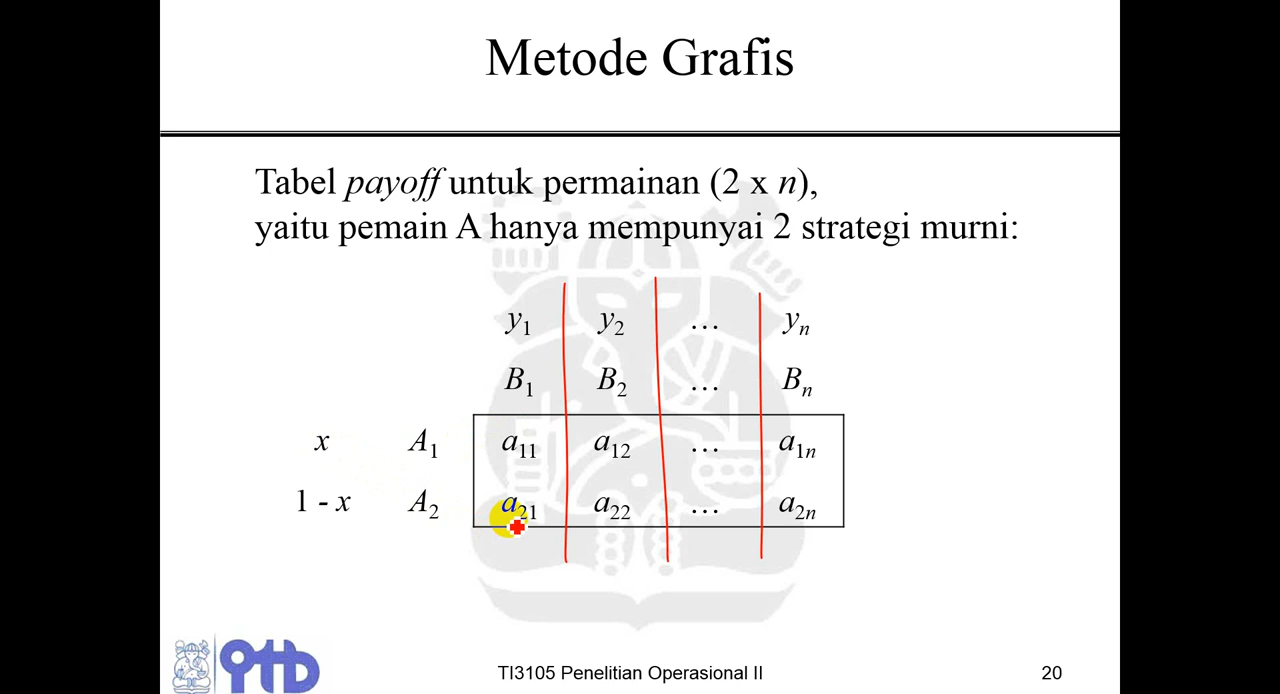 Metode Grafis
Tabel payoff untuk permainan (2 x n),
yaitu pemain A hanya mempunyai 2 strategi murni:
y1 y2 … yn
B1 B2 … Bn
x A1 a11 a12 … a1n
1 - x A2 a21 a22 … a2n
itb
TI3105 Penelitian Operasional II
20